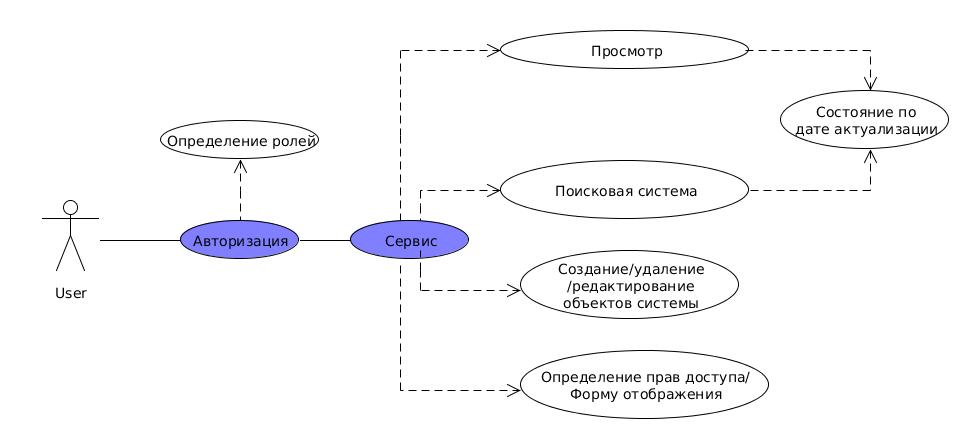 Просмотр
Состояние по
дате актуализации
Определение ролей
Поисковая система
Авторизация
Сервис
Создание/удаление
/редактирование
объектов системы
User
Определение прав доступа/
Форму отображения